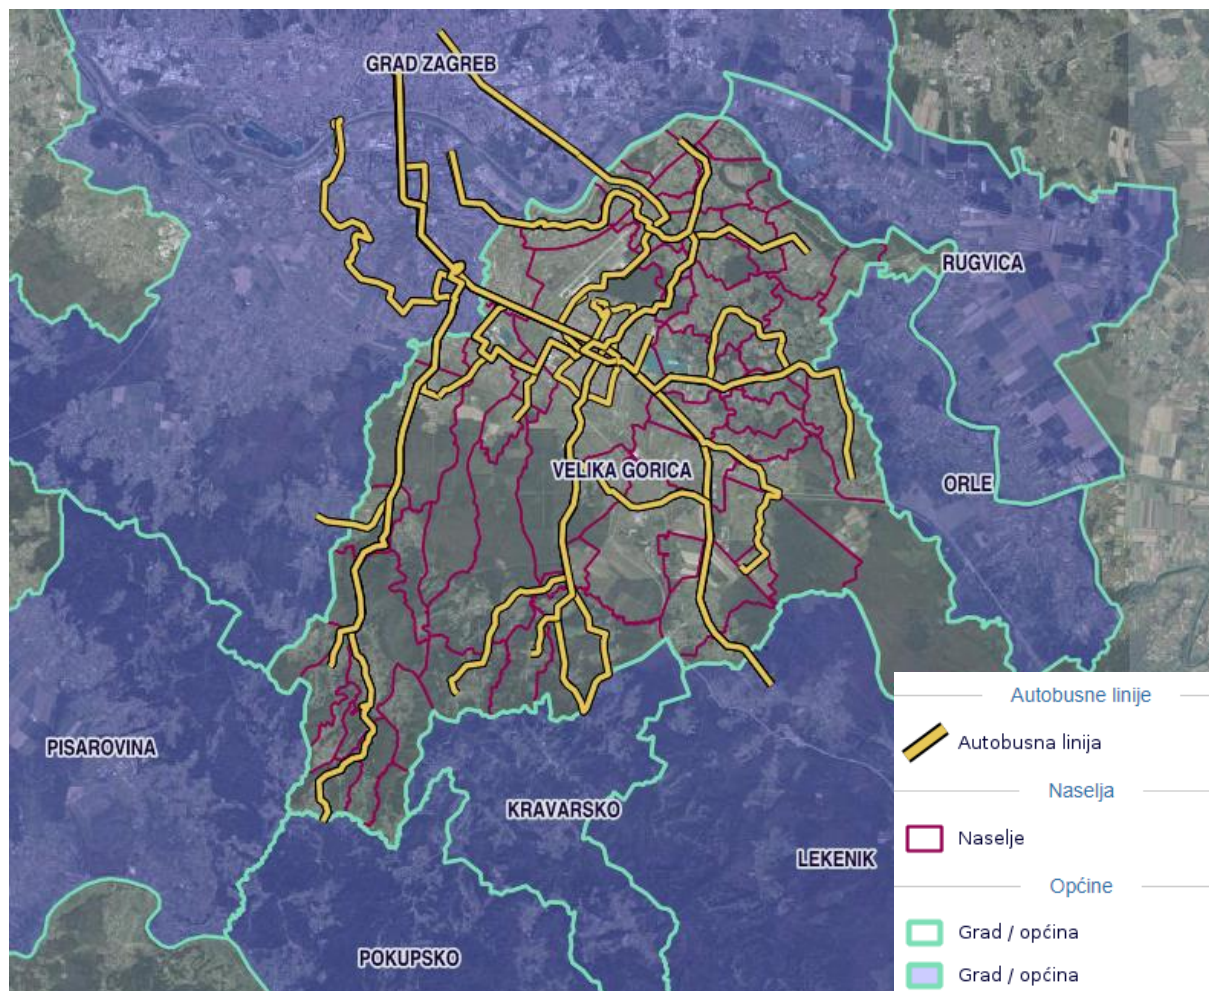 GRAD ZAGREB
RUGVICA
VELIKA GORICA
ORLE
PISAROVINA
KRAVARSKO
LEKENIK
POKUPSKO
Autobusne linije
Autobusna linija
Naselja
Naselje
Općine
Grad / općina
Grad / općina